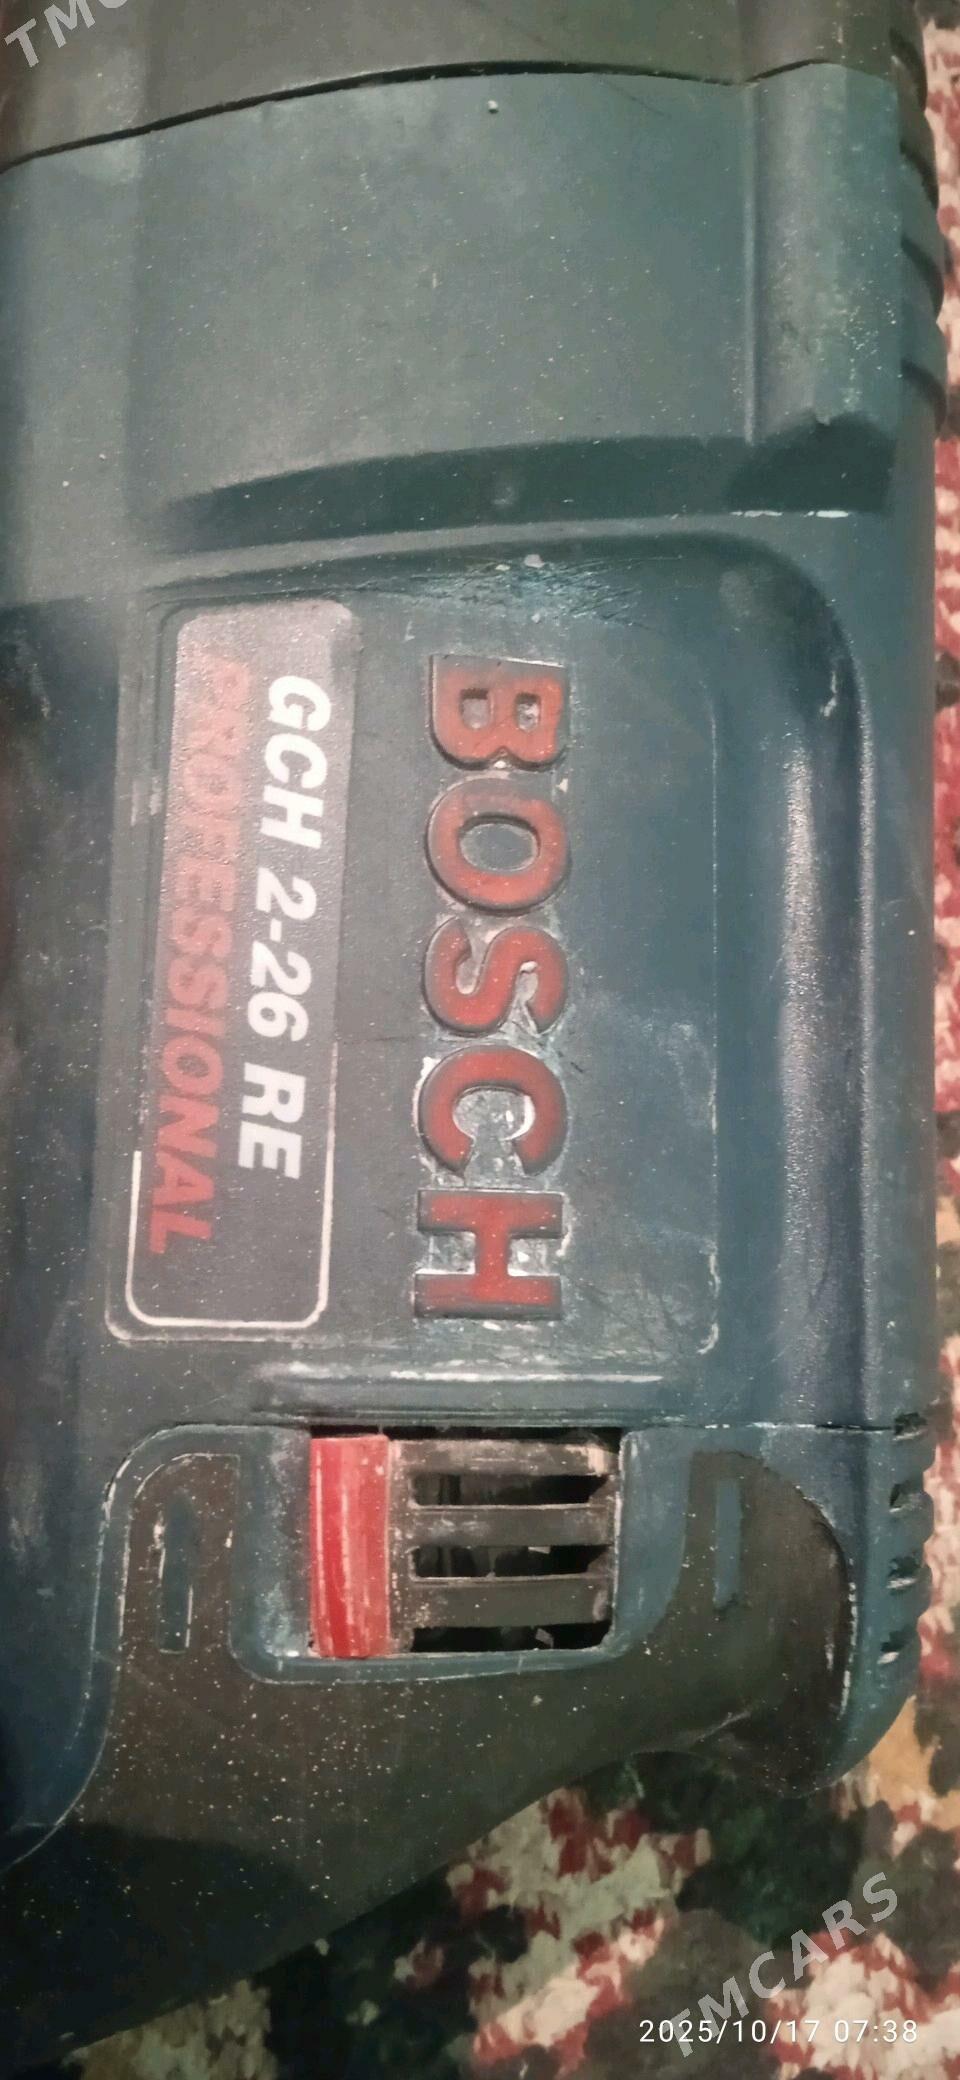 BOSCH
GCH 2-26 RE
PROFESSIONAL
TMCARS
2025/10/17 07:38